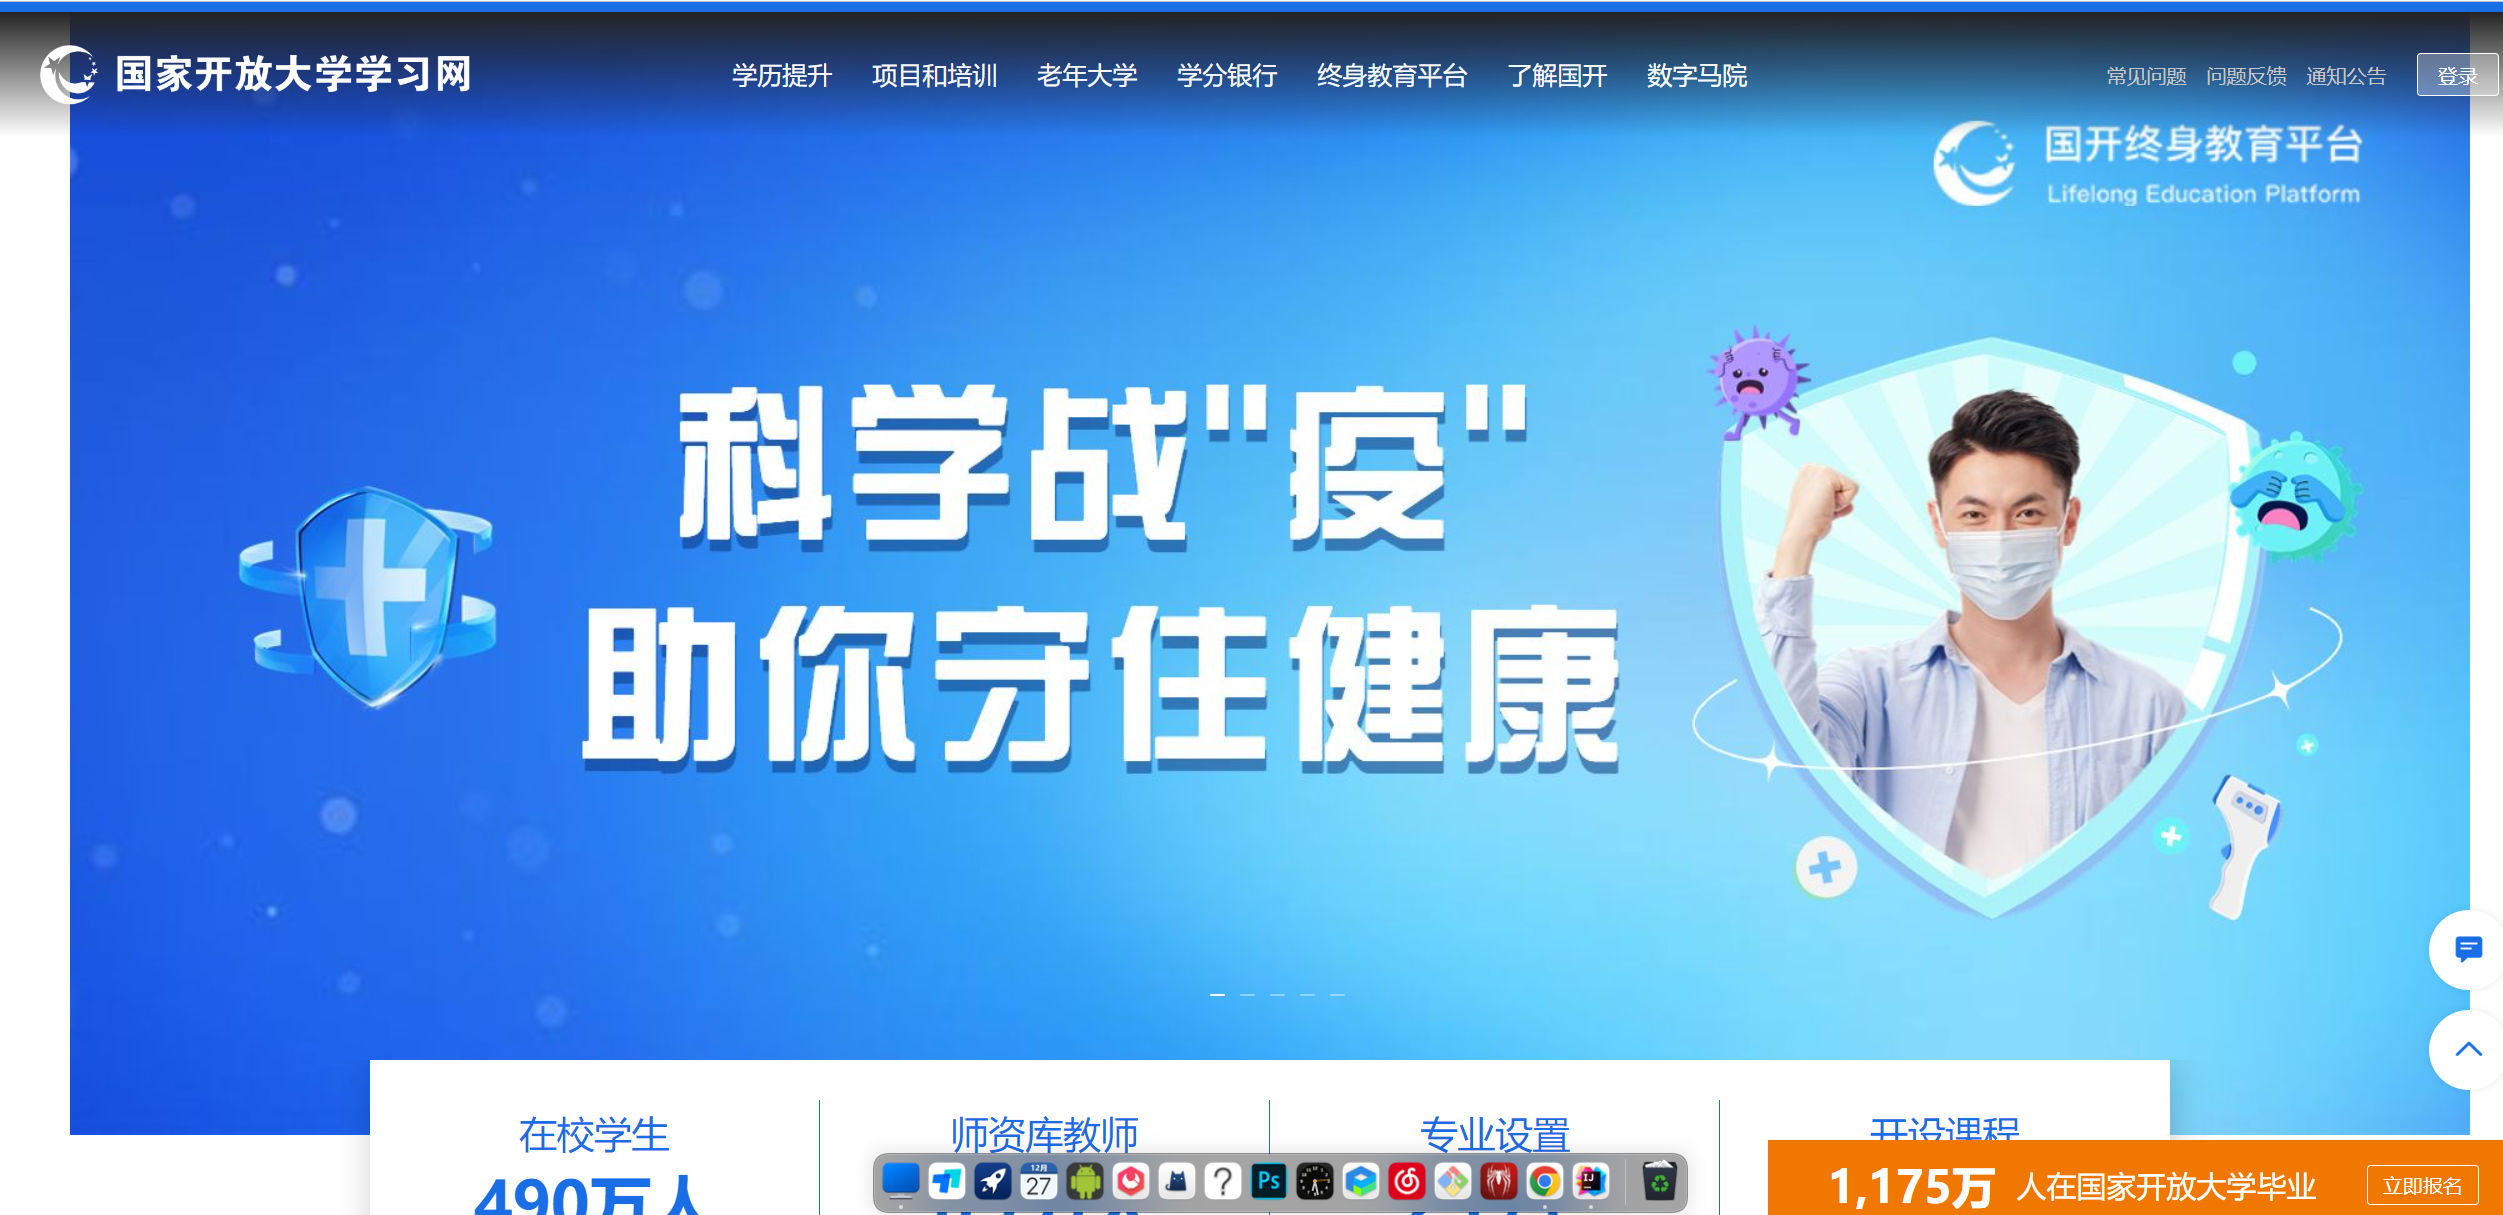 国家开放大学学习网
学历提升 项目和培训 老年大学 学分银行 终身教育平台 了解国开 数字马院
常见问题 问题反馈 通知公告 登录
国开终身教育平台
Lifelong Education Platform
科学战"疫"
助你守住健康
在校学生 师资库教师 专业设置 开设课程
490万人
12月
27
Ps
IJ
1,175万 人在国家开放大学毕业 立即报名